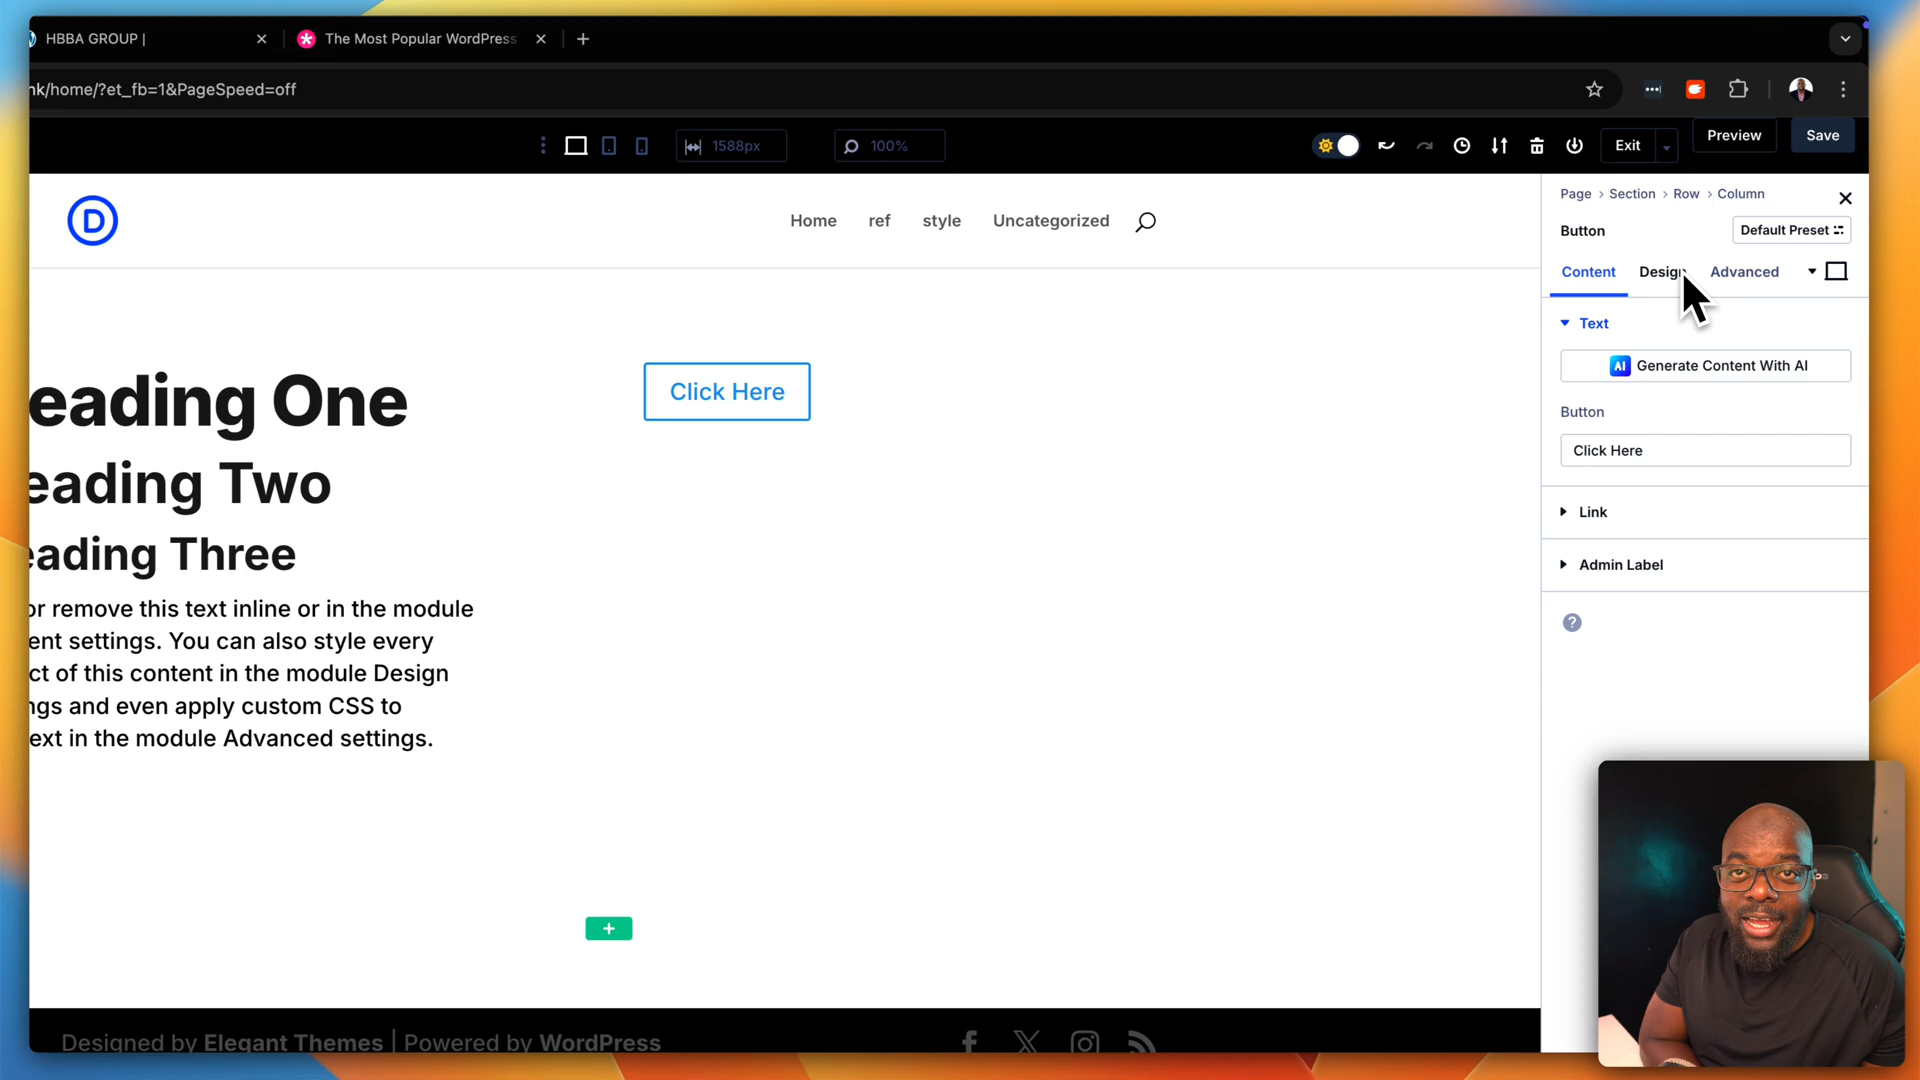 HBBA GROUP |
The Most Popular WordPress
nk/home/?et_fb=1&PageSpeed=off
1588px
100%
Exit
Preview
Save
D
Home
ref
style
Uncategorized
Page > Section > Row > Column
Button
Default Preset
Content
Design
Advanced
Text
AI Generate Content With AI
Button
Click Here
Link
Admin Label
?
eading One
eading Two
eading Three
or remove this text inline or in the module
ent settings. You can also style every
ct of this content in the module Design
ngs and even apply custom CSS to
ext in the module Advanced settings.
Click Here
+
Designed by Elegant Themes | Powered by WordPress